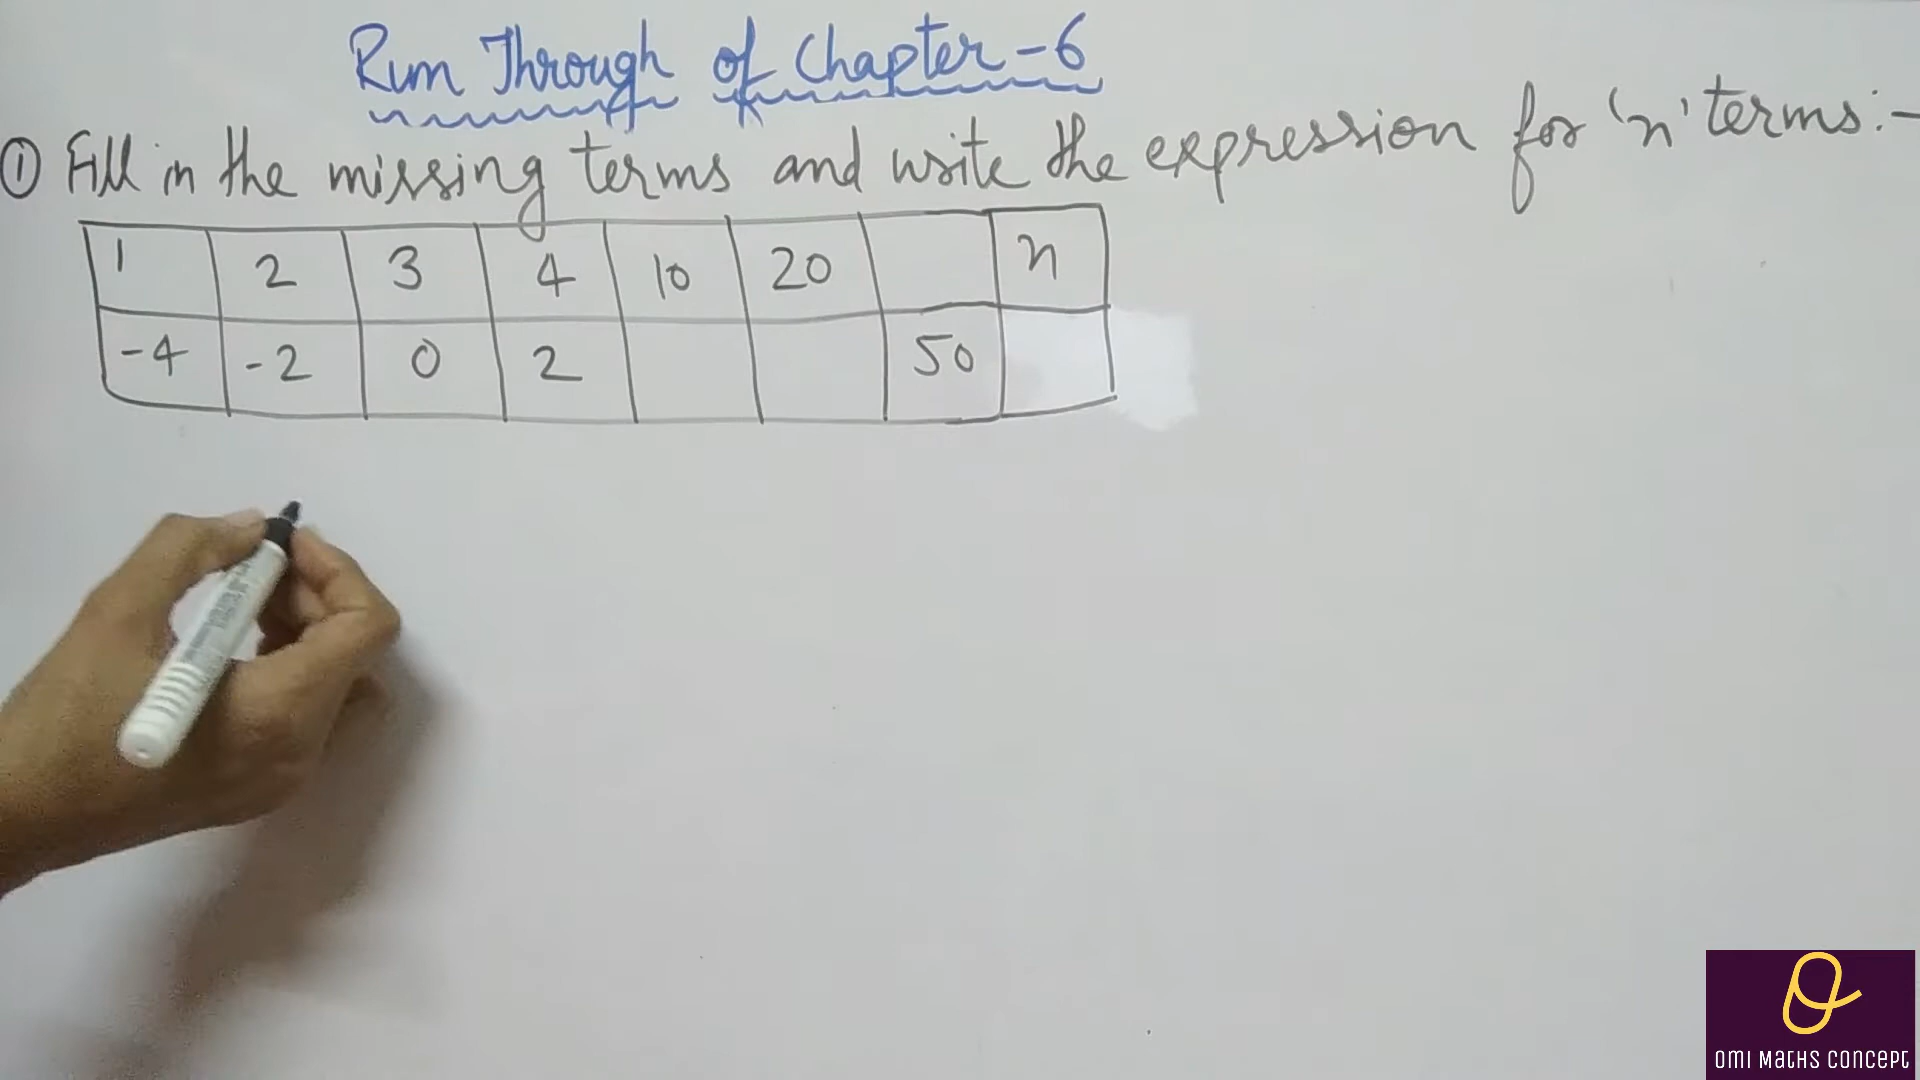 Run Through of Chapter-6
① Fill in the missing terms and write the expression for 'n' terms:-
1 2 3 4 10 20 n
-4 -2 0 2 50
OMI MATHS CONCEPT